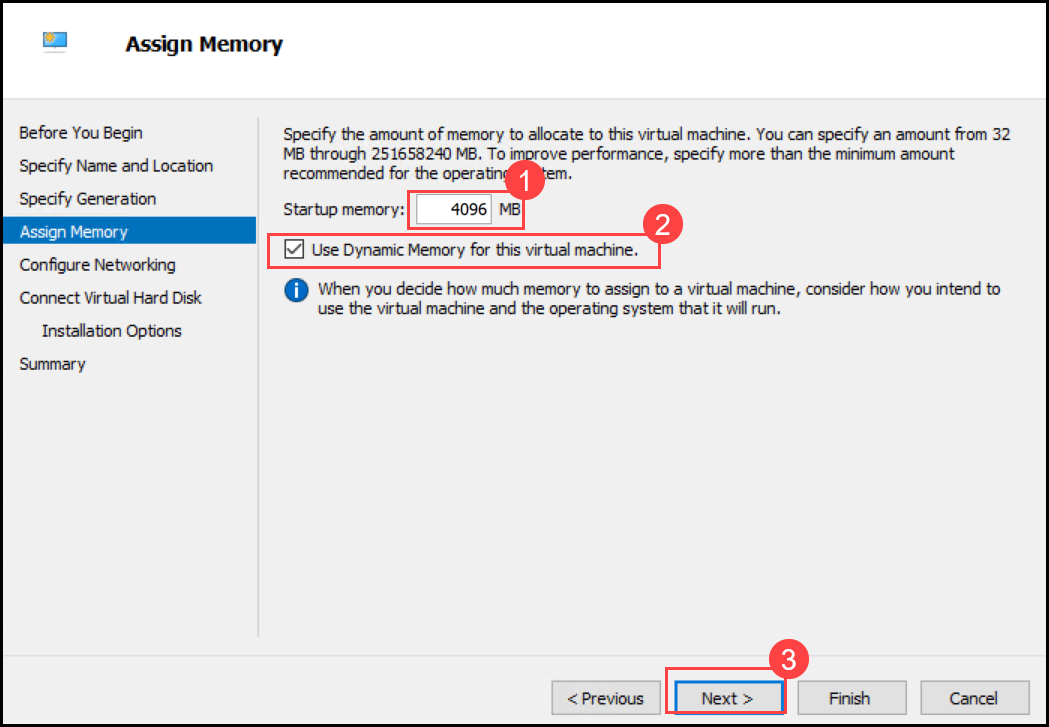 Assign Memory
Before You Begin
Specify Name and Location
Specify Generation
Assign Memory
Configure Networking
Connect Virtual Hard Disk
Installation Options
Summary
Specify the amount of memory to allocate to this virtual machine. You can specify an amount from 32
MB through 251658240 MB. To improve performance, specify more than the minimum amount
recommended for the operating tem.
1
Startup memory: 4096 MB
2
Use Dynamic Memory for this virtual machine.
When you decide how much memory to assign to a virtual machine, consider how you intend to
use the virtual machine and the operating system that it will run.
3
< Previous Next > Finish Cancel